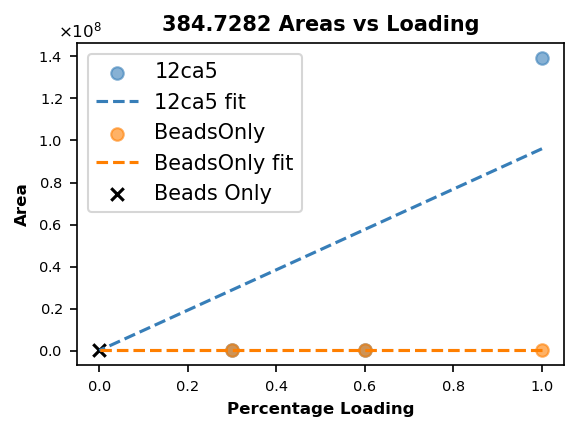 384.7282 Areas vs Loading
×10⁸
12ca5
12ca5 fit
BeadsOnly
BeadsOnly fit
Beads Only
1.4
1.2
1.0
0.8
0.6
0.4
0.2
0.0
Area
0.0 0.2 0.4 0.6 0.8 1.0
Percentage Loading